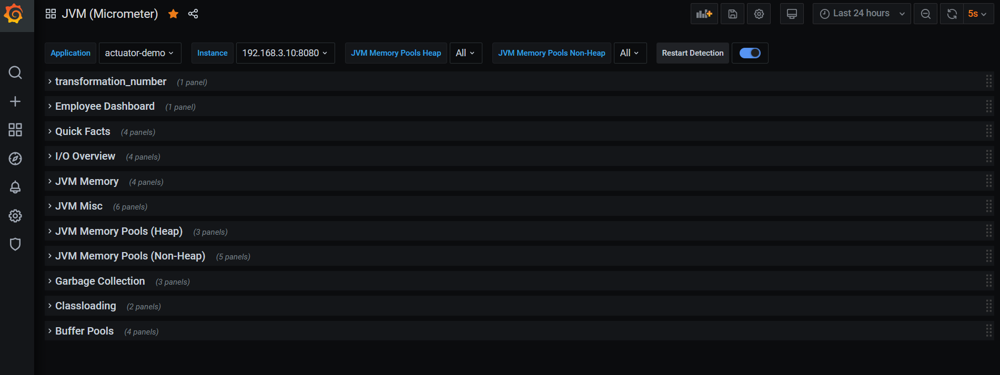 JVM (Micrometer) Last 24 hours 5s
Application actuator-demo Instance 192.168.3.10:8080 JVM Memory Pools Heap All JVM Memory Pools Non-Heap All Restart Detection
transformation_number (1 panel)
Employee Dashboard (1 panel)
Quick Facts (4 panels)
I/O Overview (4 panels)
JVM Memory (4 panels)
JVM Misc (6 panels)
JVM Memory Pools (Heap) (3 panels)
JVM Memory Pools (Non-Heap) (5 panels)
Garbage Collection (3 panels)
Classloading (2 panels)
Buffer Pools (4 panels)